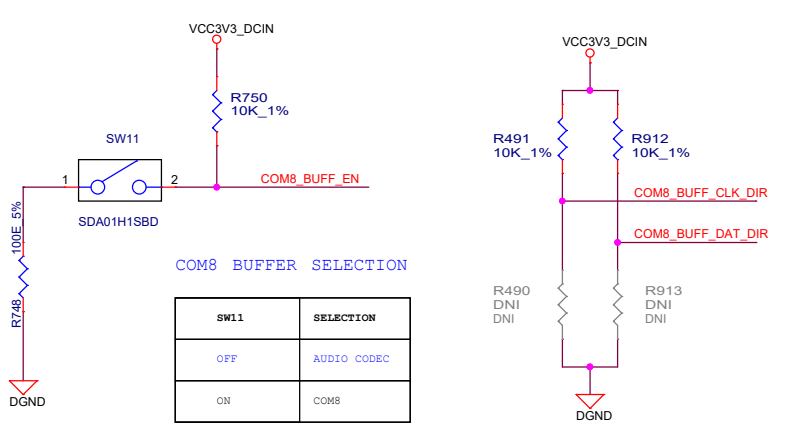 VCC3V3_DCIN
R750
10K_1%
SW11
1
2
COM8_BUFF_EN
SDA01H1SBD
100E_5%
R748
DGND
COM8 BUFFER SELECTION
SW11 SELECTION
OFF AUDIO CODEC
ON COM8
VCC3V3_DCIN
R491
10K_1%
R912
10K_1%
COM8_BUFF_CLK_DIR
COM8_BUFF_DAT_DIR
R490
DNI
DNI
R913
DNI
DNI
DGND